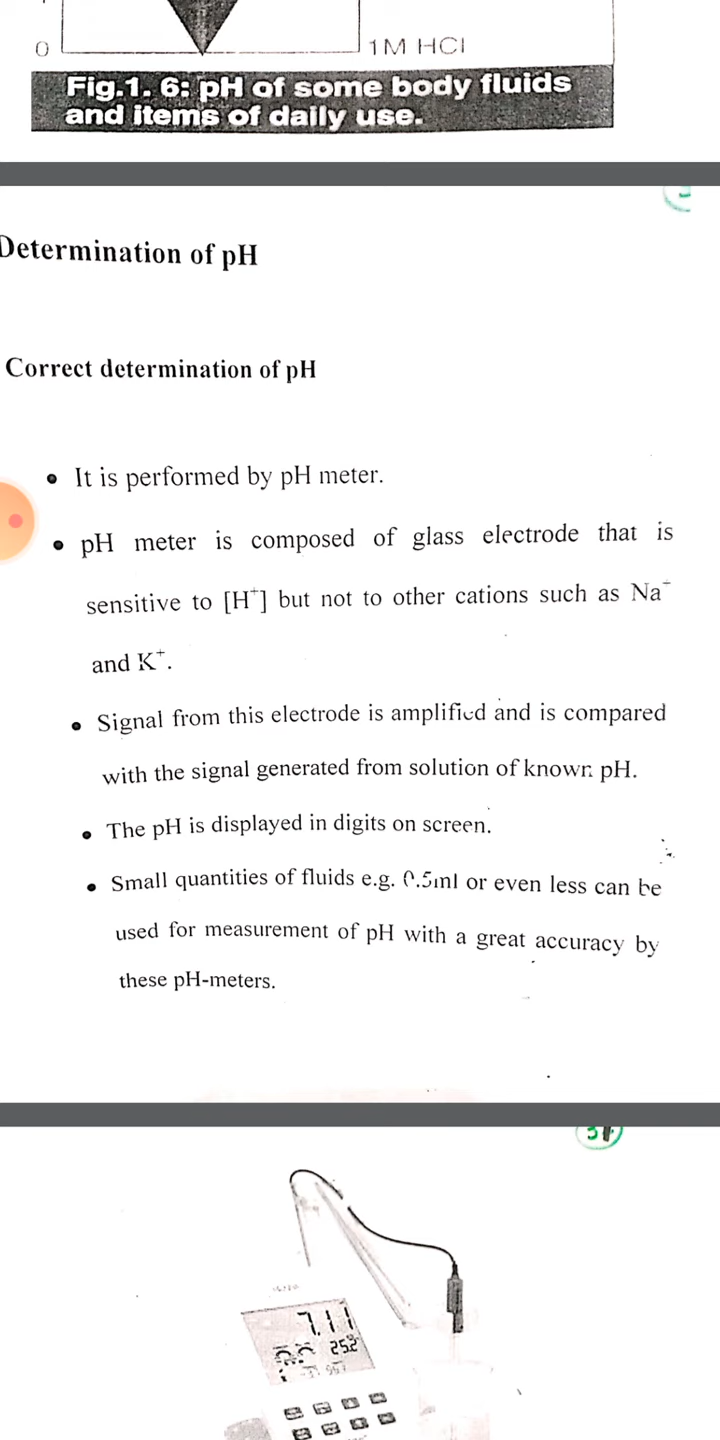 0
1M HCl
Fig.1. 6: pH of some body fluids
and items of daily use.
Determination of pH
Correct determination of pH
• It is performed by pH meter.
• pH meter is composed of glass electrode that is
sensitive to [H⁺] but not to other cations such as Na⁺
and K⁺.
• Signal from this electrode is amplified and is compared
with the signal generated from solution of known pH.
• The pH is displayed in digits on screen.
• Small quantities of fluids e.g. 0.5ml or even less can be
used for measurement of pH with a great accuracy by
these pH-meters.
7.11
25.2